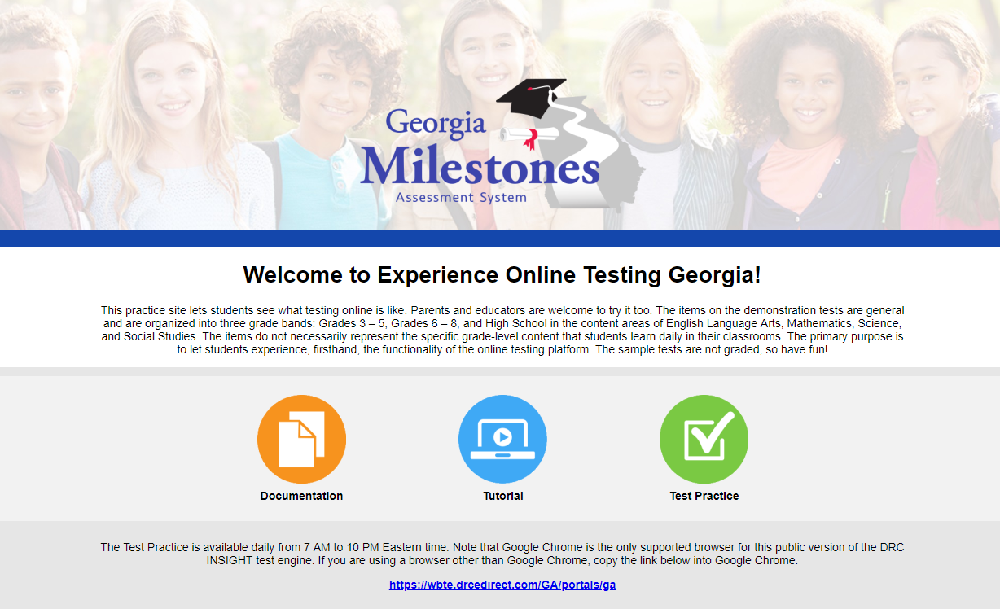 Georgia
Milestones
Assessment System
Welcome to Experience Online Testing Georgia!
This practice site lets students see what testing online is like. Parents and educators are welcome to try it too. The items on the demonstration tests are general
and are organized into three grade bands: Grades 3 – 5, Grades 6 – 8, and High School in the content areas of English Language Arts, Mathematics, Science,
and Social Studies. The items do not necessarily represent the specific grade-level content that students learn daily in their classrooms. The primary purpose is
to let students experience, firsthand, the functionality of the online testing platform. The sample tests are not graded, so have fun!
Documentation
Tutorial
Test Practice
The Test Practice is available daily from 7 AM to 10 PM Eastern time. Note that Google Chrome is the only supported browser for this public version of the DRC
INSIGHT test engine. If you are using a browser other than Google Chrome, copy the link below into Google Chrome.
https://wbte.drcedirect.com/GA/portals/ga